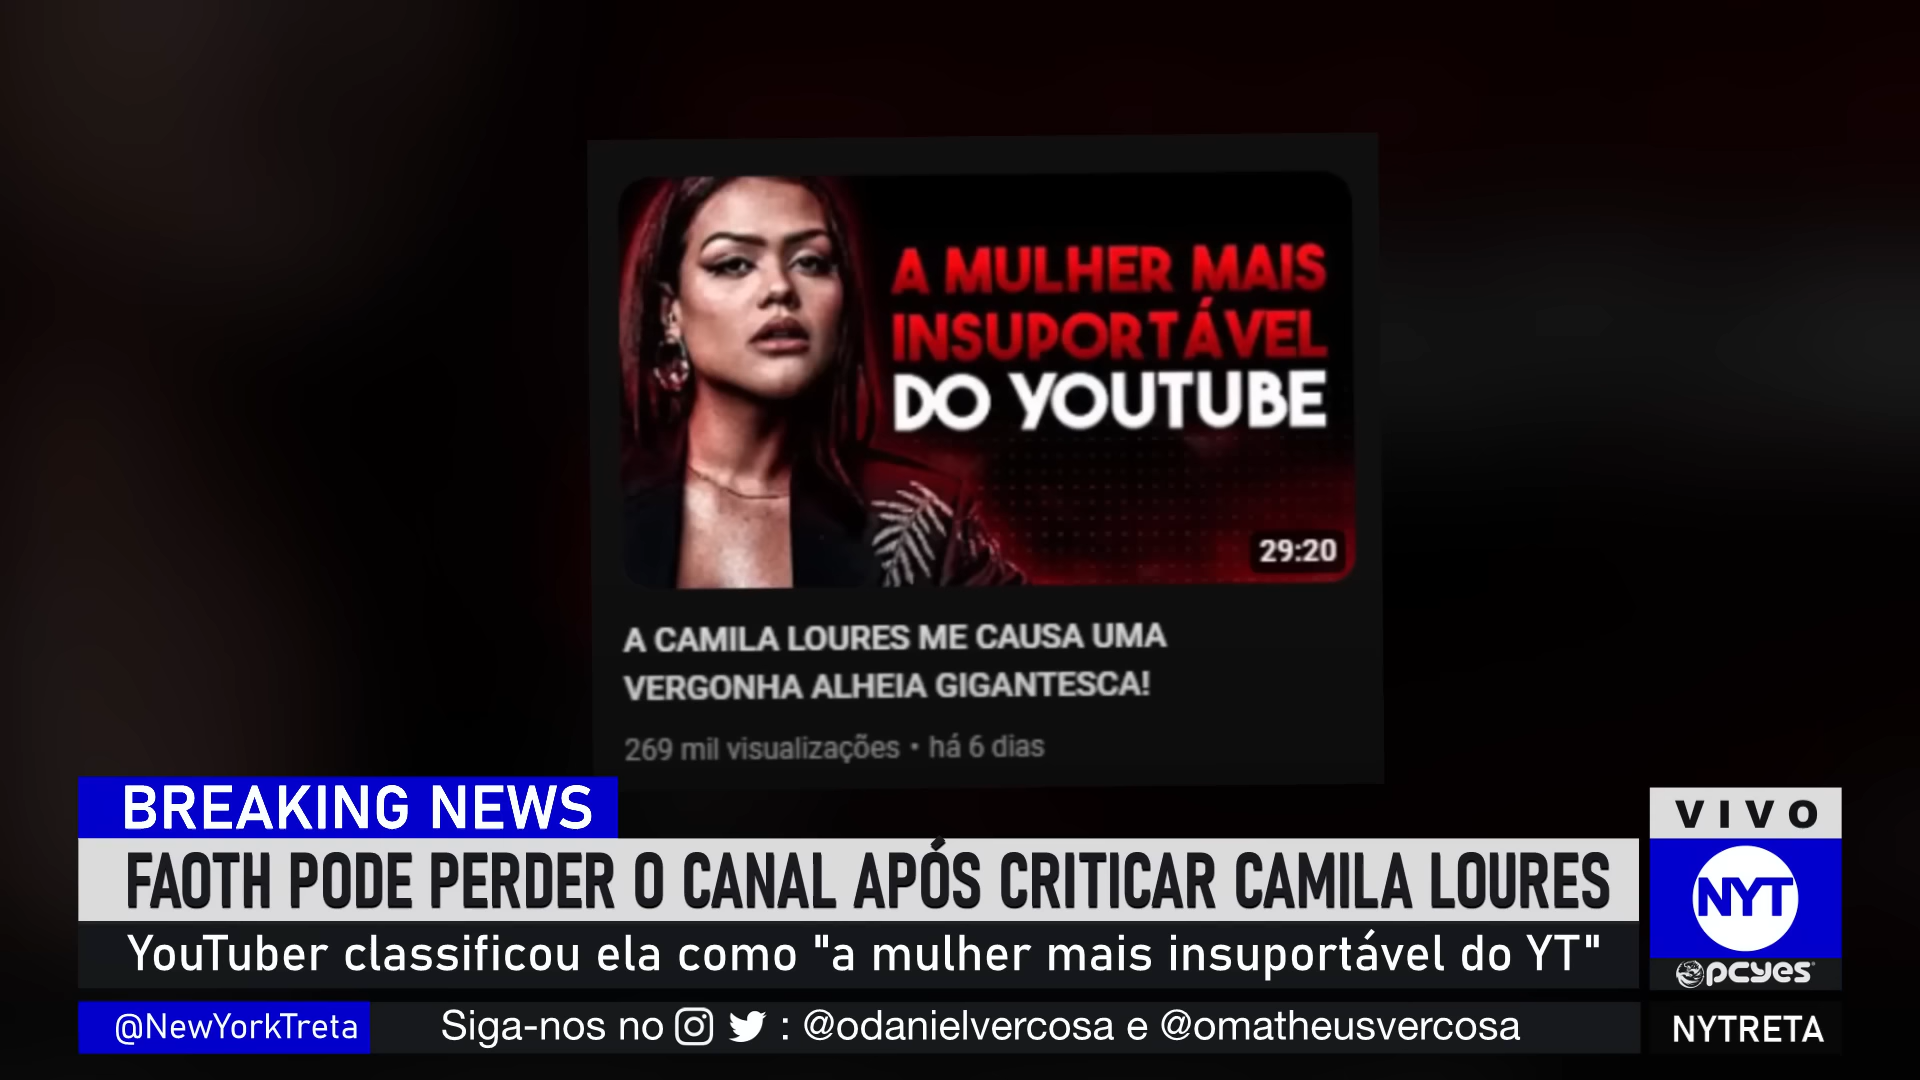 A MULHER MAIS
INSUPORTÁVEL
DO YOUTUBE
29:20
A CAMILA LOURES ME CAUSA UMA
VERGONHA ALHEIA GIGANTESCA!
269 mil visualizações • há 6 dias
BREAKING NEWS
FAOTH PODE PERDER O CANAL APÓS CRITICAR CAMILA LOURES
YouTuber classificou ela como "a mulher mais insuportável do YT"
@NewYorkTreta
Siga-nos no : @odanielvercosa e @omatheusvercosa
VIVO
NYT
pcyes
NYTRETA